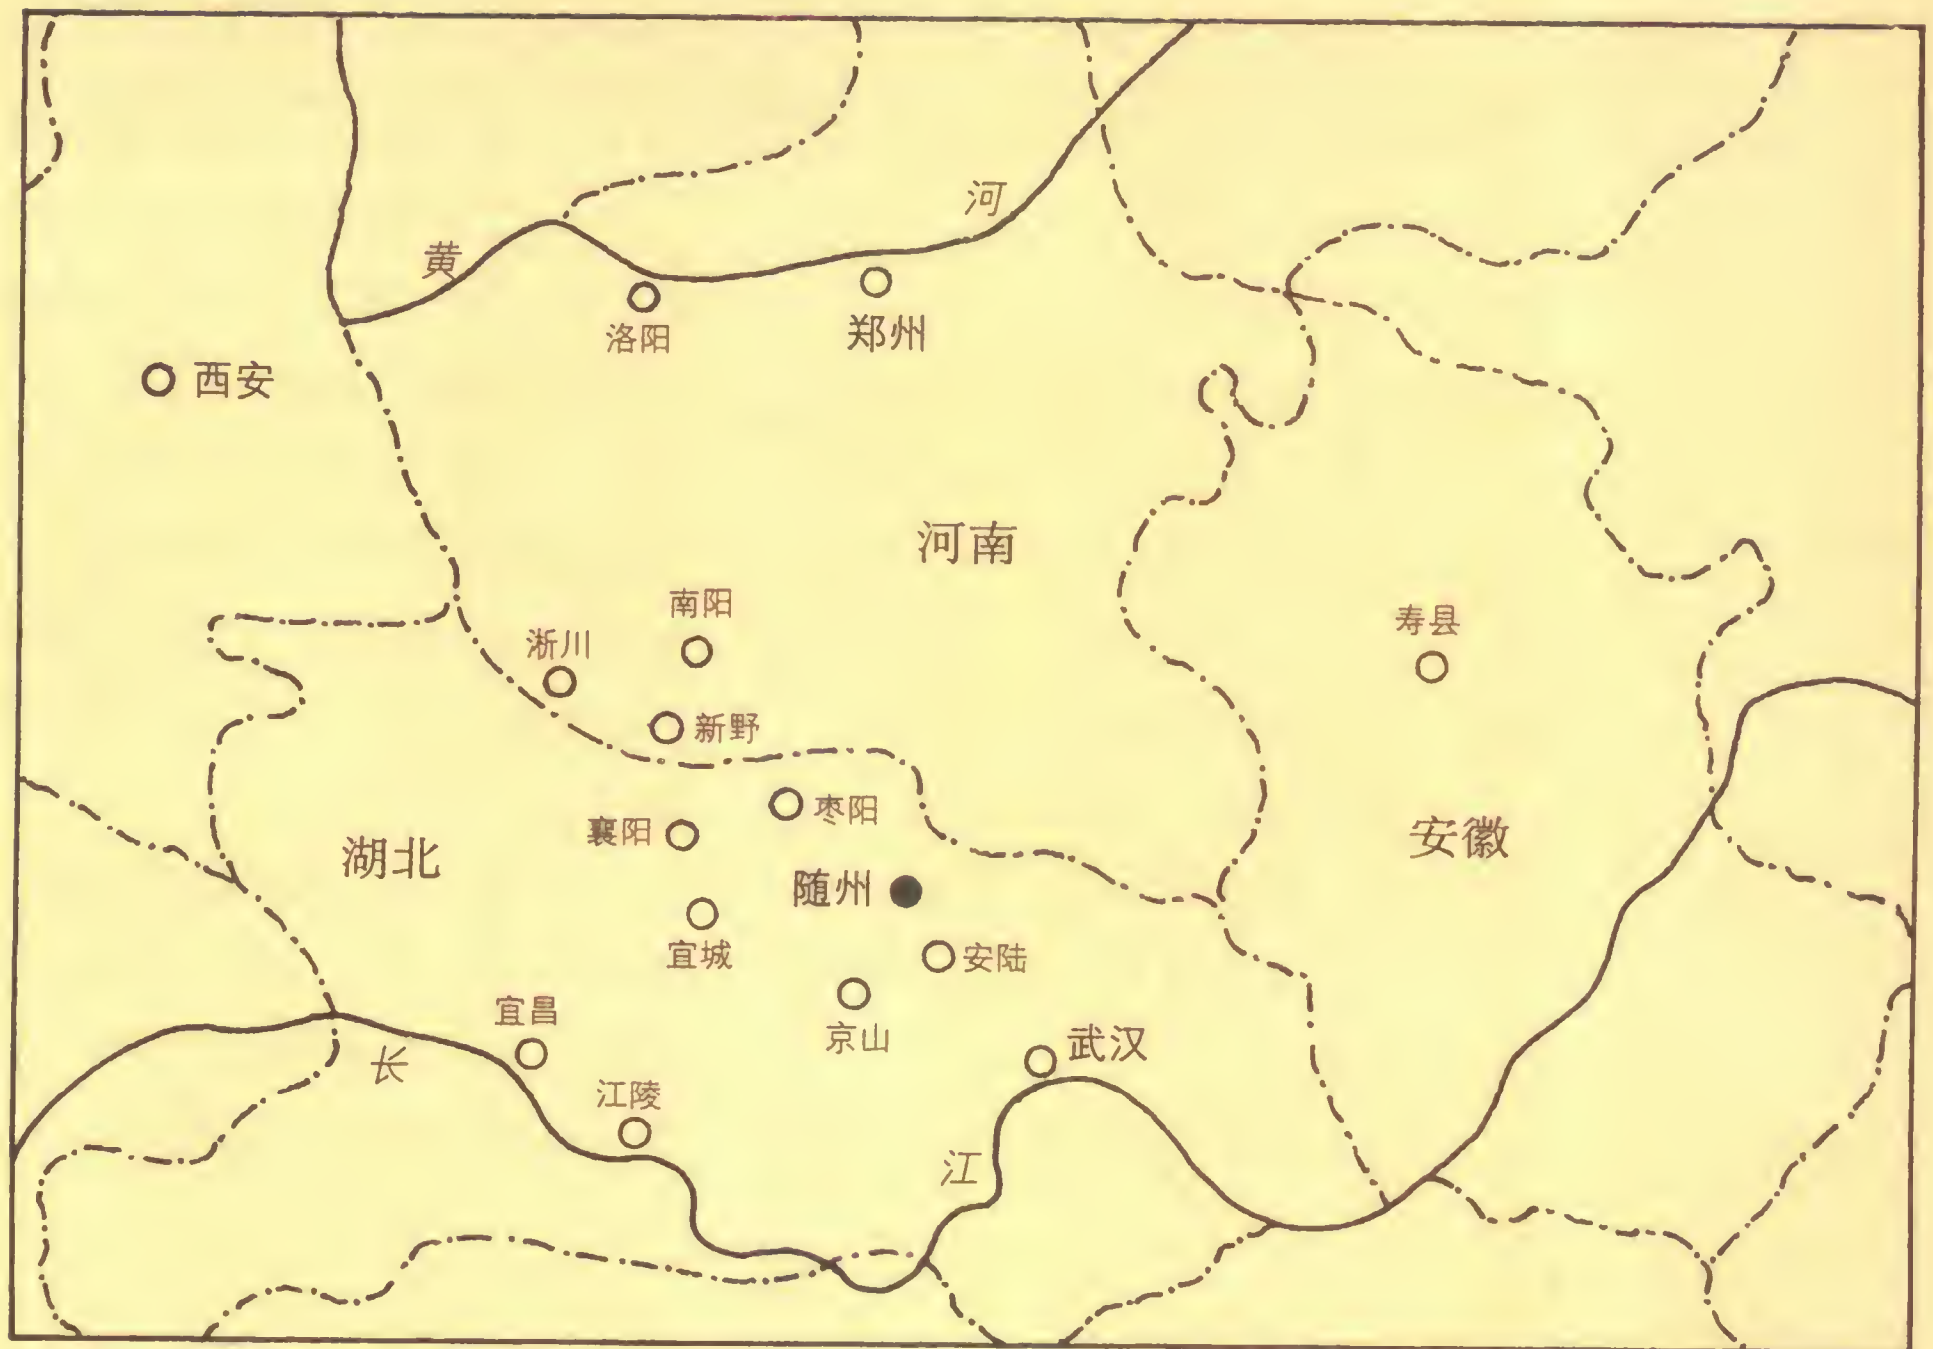 河
黄
洛阳
郑州
西安
河南
南阳
寿县
淅川
新野
枣阳
襄阳
安徽
湖北
随州
宜城
安陆
宜昌
京山
武汉
长
江陵
江